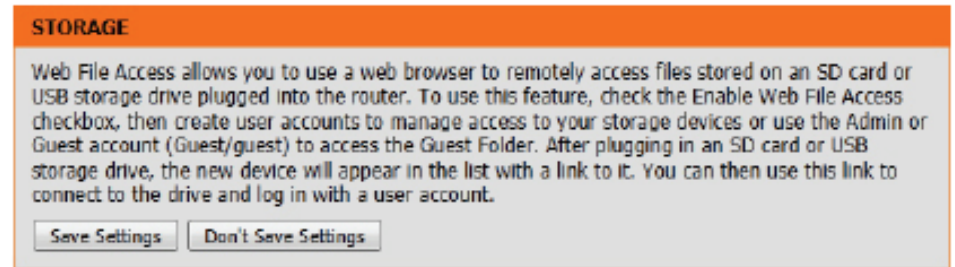 STORAGE
Web File Access allows you to use a web browser to remotely access files stored on an SD card or
USB storage drive plugged into the router. To use this feature, check the Enable Web File Access
checkbox, then create user accounts to manage access to your storage devices or use the Admin or
Guest account (Guest/guest) to access the Guest Folder. After plugging in an SD card or USB
storage drive, the new device will appear in the list with a link to it. You can then use this link to
connect to the drive and log in with a user account.
Save Settings Don't Save Settings